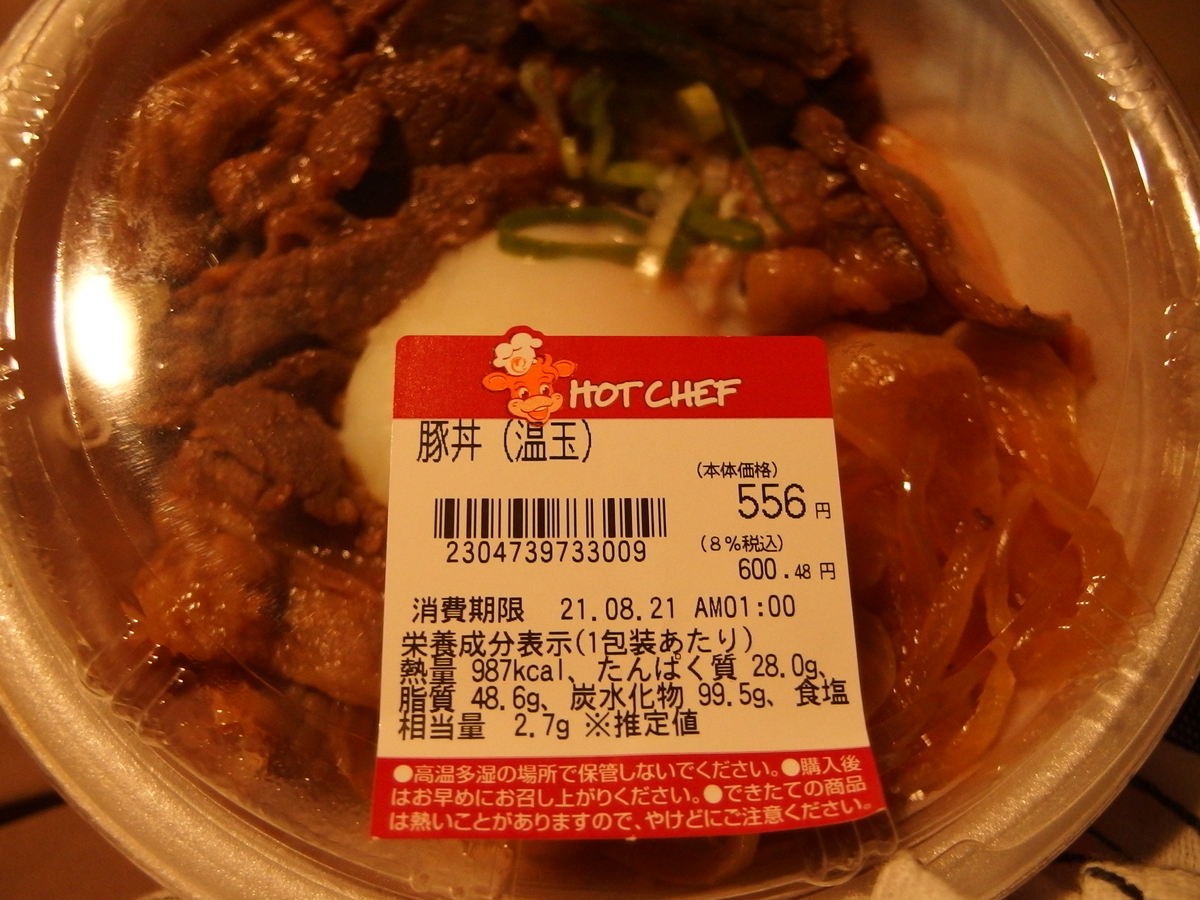 HOT CHEF
豚丼(温玉)
(本体価格)
556円
2304739733009
(8%税込)
600.48円
消費期限 21.08.21 AM01:00
栄養成分表示(1包装あたり)
熱量 987kcal、たんぱく質 28.0g、
脂質 48.6g、炭水化物 99.5g、食塩
相当量 2.7g ※推定値
●高温多湿の場所で保管しないでください。●購入後
はお早めにお召し上がりください。●できたての商品
は熱いことがありますので、やけどにご注意ください。